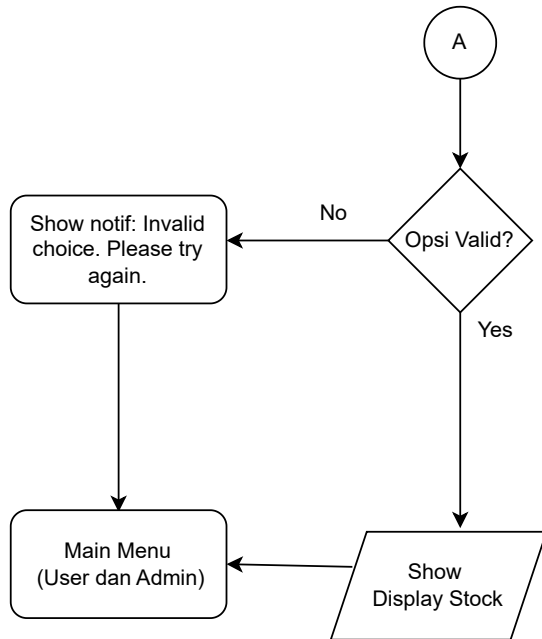 A
Opsi Valid?
No
Show notif: Invalid
choice. Please try
again.
Yes
Main Menu
(User dan Admin)
Show
Display Stock